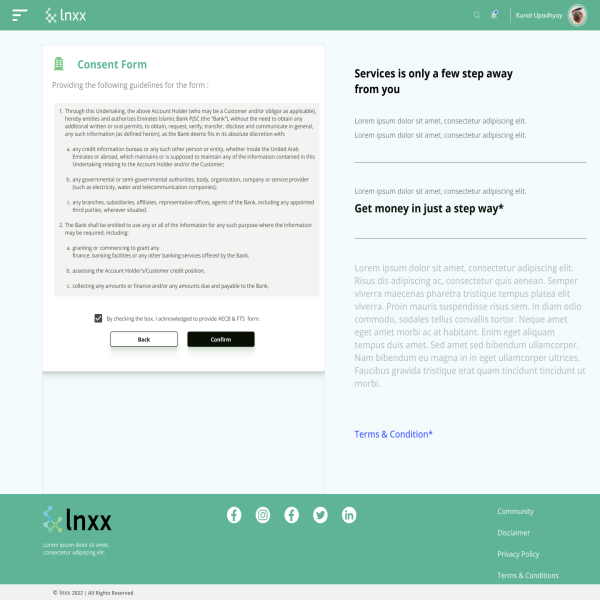 lnxx
Kunal Upadhyay
Consent Form
Providing the following guidelines for the form :
1. Through this Undertaking, the above Account Holder (who may be a Customer and/or obligor as applicable),
hereby entities and authorizes Emirates Islamic Bank PJSC (the "Bank"), without the need to obtain any
additional written or oral permits, to obtain, request, verify, transfer, disclose and communicate in general,
any such Information (as defined herein), as the Bank deems fis in its absolute discretion with:
a. any credit information bureau or any such other person or entity, whether inside the United Arab
Emirates or abroad, which maintains or is supposed to maintain any of the information contained in this
Undertaking relating to the Account Holder and/or the Customer;
b. any governmental or semi-governmental authorities, body, organization, company or service provider
(such as electricity, water and telecommunication companies);
c. any branches, subsidiaries, affiliates, representative offices, agents of the Bank, including any appointed
third parties, wherever situated.
2. The Bank shall be entitled to use any or all of the information for any such purpose where the Information
may be required, including:
a. granting or commencing to grant any
finance, banking facilities or any other banking services offered by the Bank,
b. assessing the Account Holder's/Customer credit position,
c. collecting any amounts or finance and/or any amounts due and payable to the Bank,
By checking the box, I acknowledged to provide AECB & FTS form.
Back
Confirm
Services is only a few step away
from you
Lorem ipsum dolor sit amet, consectetur adipiscing elit.
Lorem ipsum dolor sit amet, consectetur adipiscing elit.
Lorem ipsum dolor sit amet, consectetur adipiscing elit.
Get money in just a step way*
Lorem ipsum dolor sit amet, consectetur adipiscing elit.
Risus dis adipiscing ac, consectetur quis aenean. Semper
viverra maecenas pharetra tristique tempus platea elit
viverra. Proin mauris suspendisse risus sem. In diam odio
commodo, sodales tellus convallis tortor. Neque amet
eget amet morbi ac at habitant. Enim eget aliquam
tempus duis amet. Sed amet sed bibendum ullamcorper.
Nam bibendum eu magna in in eget ullamcorper ultrices.
Faucibus gravida tristique erat quam tincidunt tincidunt ut
morbi.
Terms & Condition*
lnxx
Lorem ipsum dolor sit amet,
consectetur adipiscing elit.
Community
Disclaimer
Privacy Policy
Terms & Conditions
© lnxx 2022 | All Rights Reserved